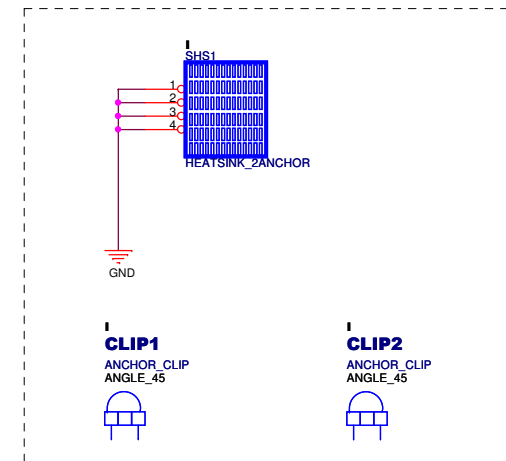 SHS1
1
2
3
4
HEATSINK_2ANCHOR
GND
CLIP1
ANCHOR_CLIP
ANGLE_45
CLIP2
ANCHOR_CLIP
ANGLE_45